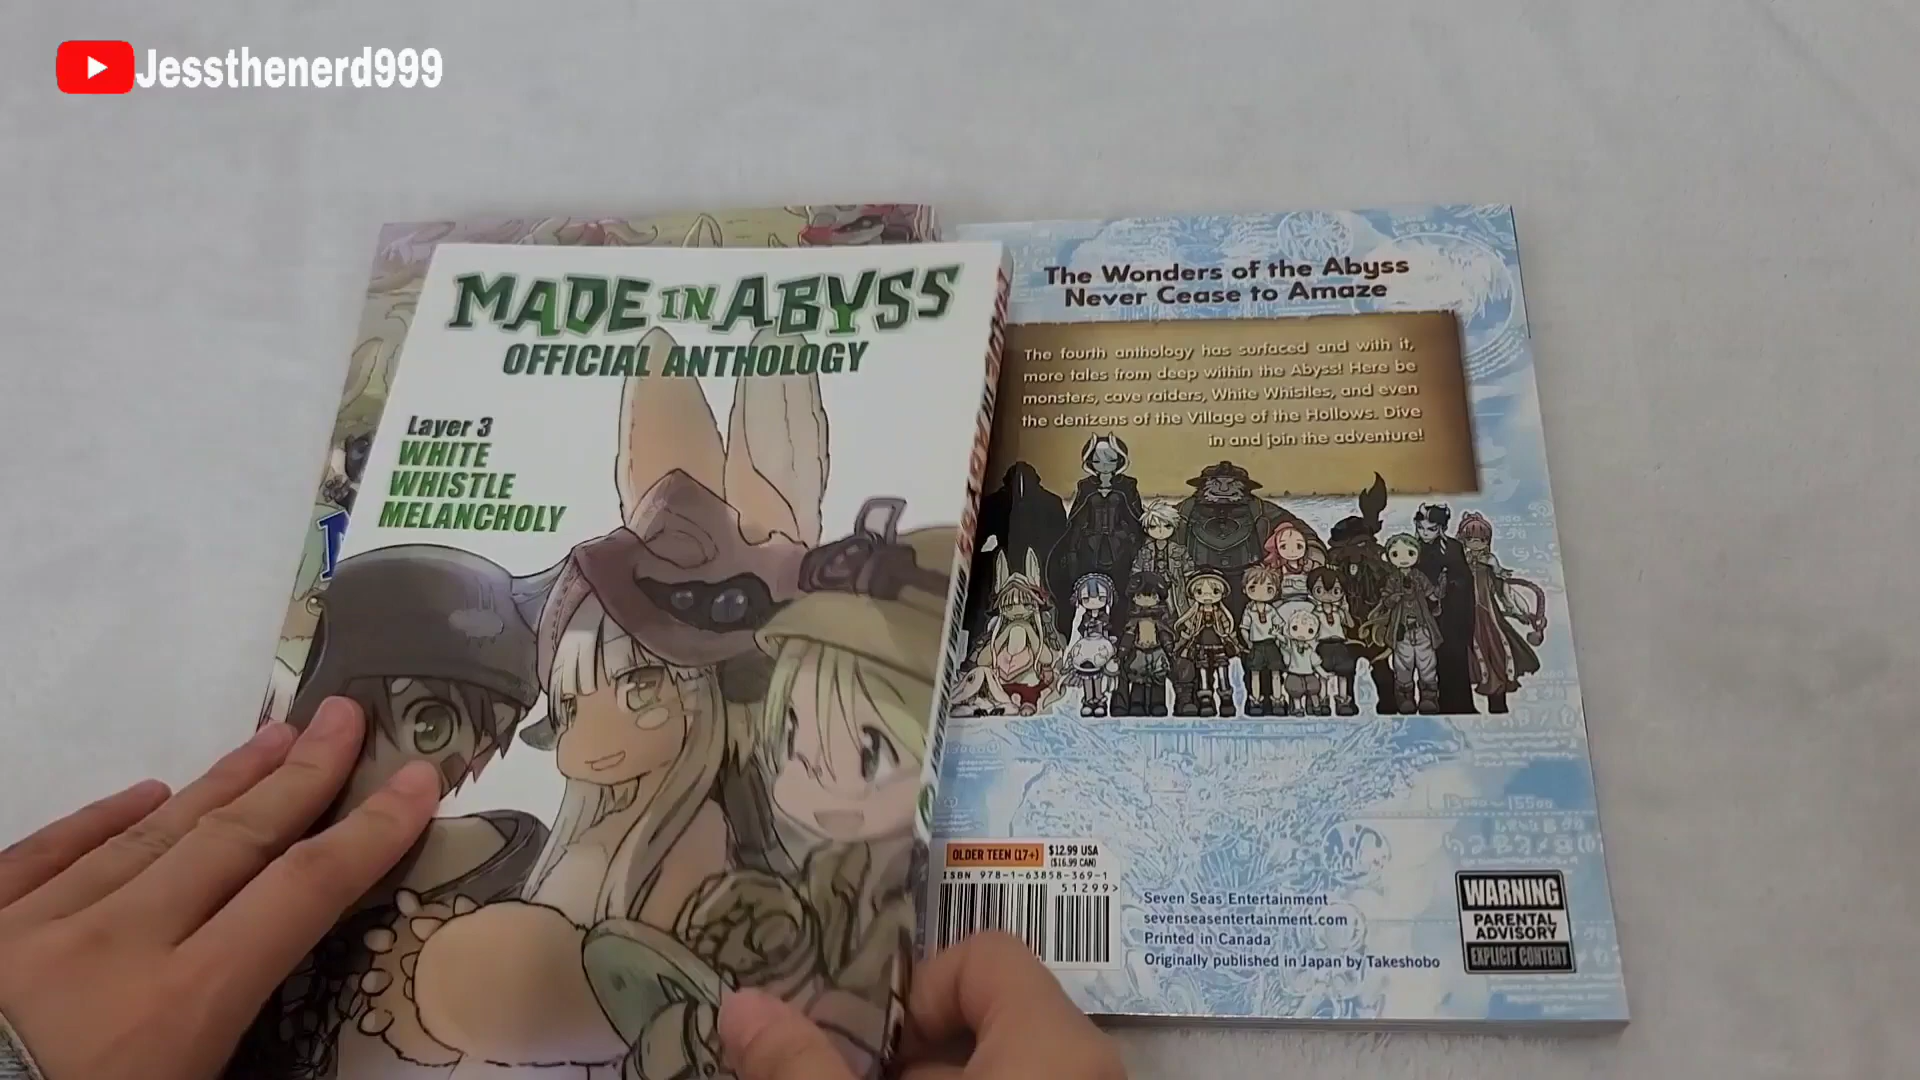 Jessthenerd999
MADE IN ABYSS
OFFICIAL ANTHOLOGY
Layer 3
WHITE
WHISTLE
MELANCHOLY
The Wonders of the Abyss
Never Cease to Amaze
The fourth anthology has surfaced and with it,
more tales from deep within the Abyss! Here be
monsters, cave raiders, White Whistles, and even
the denizens of the Village of the Hollows. Dive
in and join the adventure!
OLDER TEEN (17+)
$12.99 USA
($16.99 CAN)
ISBN 978-1-63858-369-1
51299>
Seven Seas Entertainment
sevenseasentertainment.com
Printed in Canada
Originally published in Japan by Takeshobo
WARNING
PARENTAL
ADVISORY
EXPLICIT CONTENT